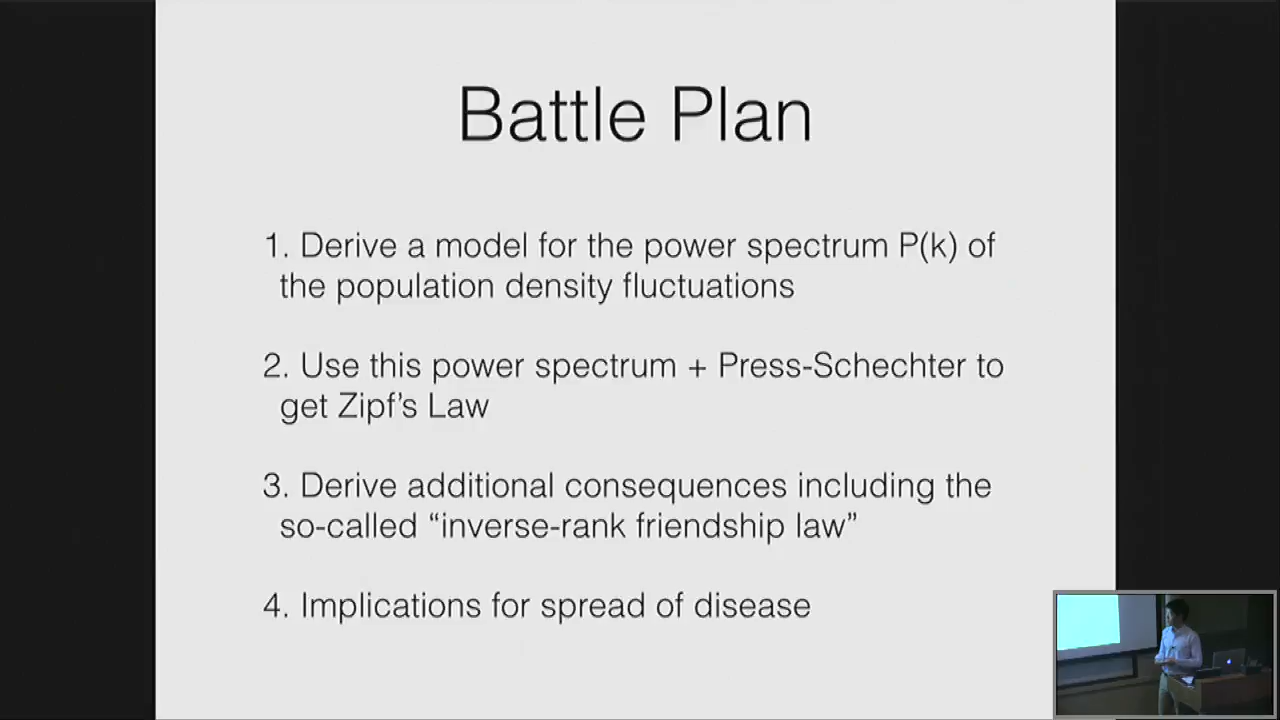 Battle Plan
1. Derive a model for the power spectrum P(k) of
the population density fluctuations
2. Use this power spectrum + Press-Schechter to
get Zipf’s Law
3. Derive additional consequences including the
so-called “inverse-rank friendship law”
4. Implications for spread of disease